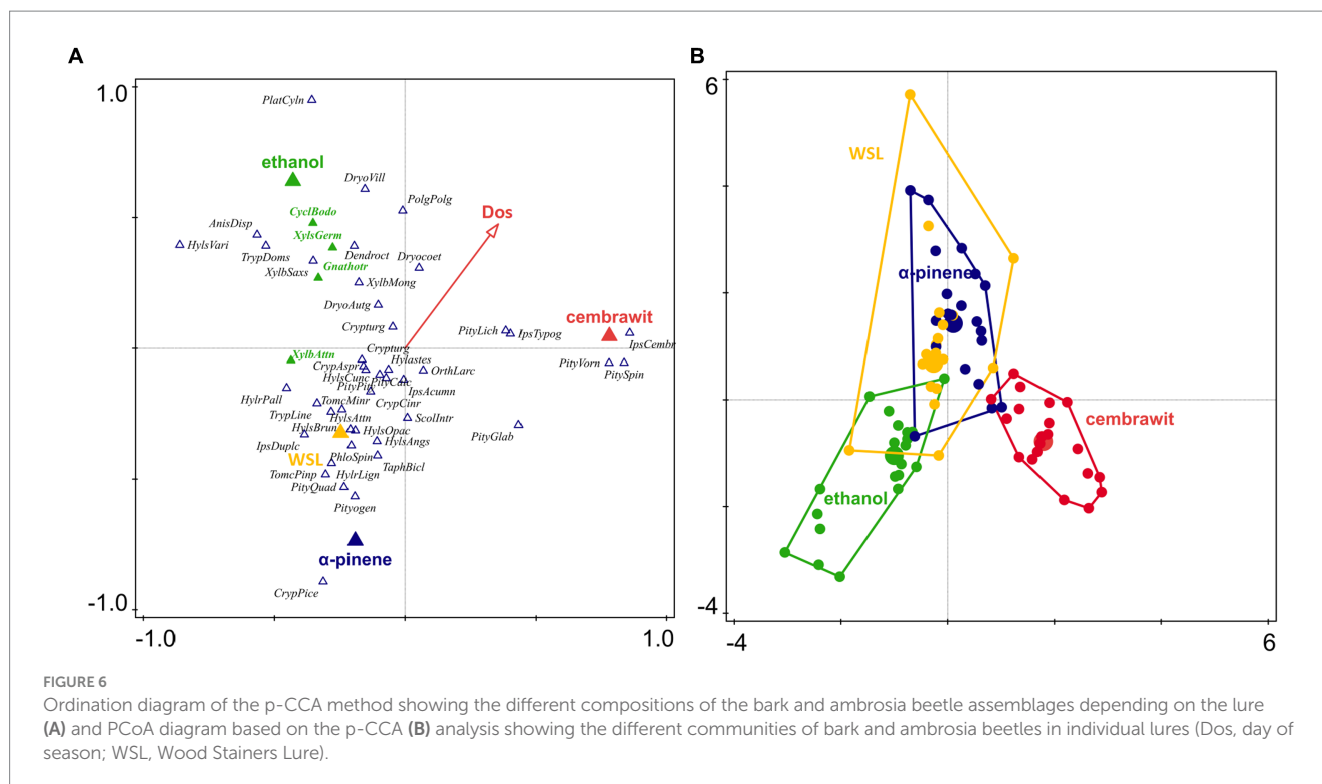 A
B
1.0
PlatCyln
ethanol
DryoVill
PolgPolg
CyclBodo
Dos
AnisDisp
XylsGerm
HylsVari
TrypDoms
Dendroct
Dryocoet
Gnathotr
XylbSaxs
XylbMong
DryoAutg
cembrawit
Crypturg
PityLich
IpsTypog
IpsCembr
XylbAttn
Crypturg
Hylastes
PityVorn
PitySpin
CrypAspr
OrthLarc
HylsCunc
PityCalc
PityPity
IpsAcumn
HylrPall
TomcMinr
CrypCinr
TrypLine
HylsAttn
ScolIntr
HylsBrun
HylsOpac
PityGlab
IpsDuplc
HylsAngs
WSL
PhloSpin
TaphBicl
TomcPinp
HylrLign
PityQuad
Pityogen
α-pinene
CrypPice
-1.0
-1.0
1.0
6
WSL
α-pinene
cembrawit
ethanol
-4
-4
6
FIGURE 6
Ordination diagram of the p-CCA method showing the different compositions of the bark and ambrosia beetle assemblages depending on the lure
(A) and PCoA diagram based on the p-CCA (B) analysis showing the different communities of bark and ambrosia beetles in individual lures (Dos, day of
season; WSL, Wood Stainers Lure).